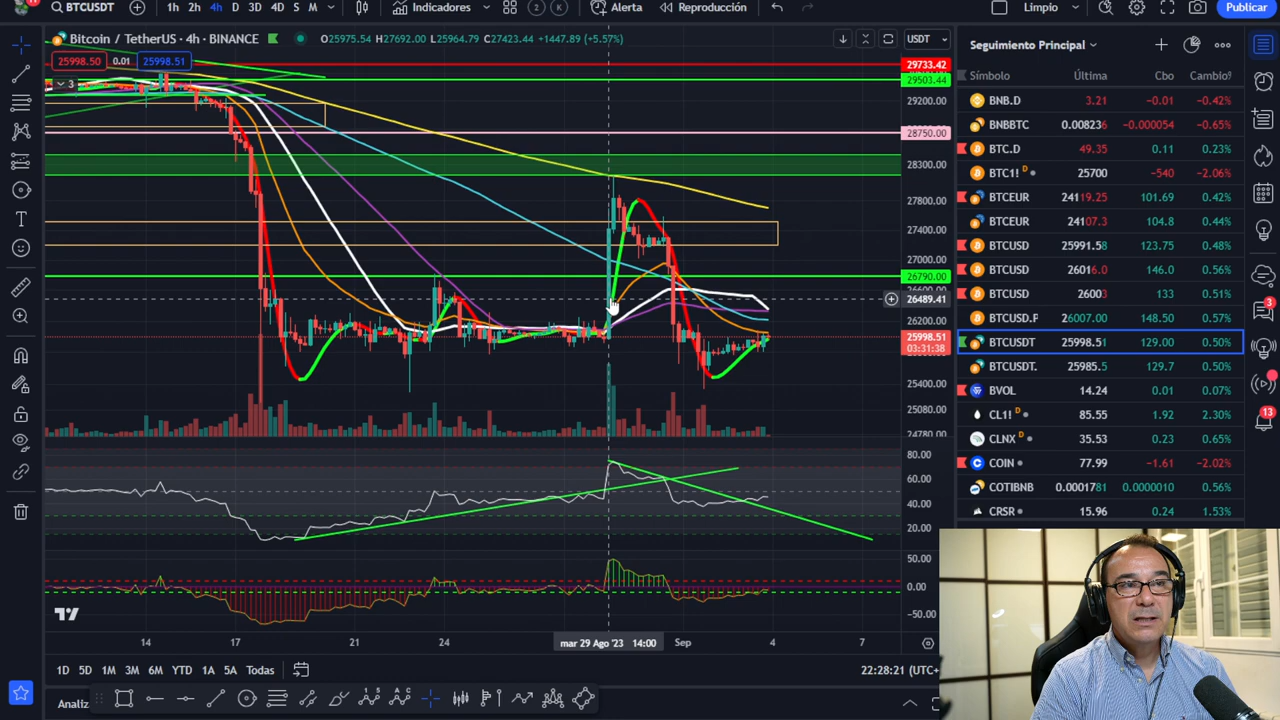 BTCUSDT 1h 2h 4h D 3D 4D S M Indicadores 2 K Alerta Reproducción Limpio Publicar
Bitcoin / TetherUS · 4h · BINANCE O25975.54 H27692.00 L25964.79 C27423.44 +1447.89 (+5.57%) USDT
25998.50 0.01 25998.51
3
29733.42
29503.44
29200.00
28750.00
28300.00
27800.00
27400.00
27000.00
26790.00
26489.41
26200.00
25998.51
03:31:38
25400.00
25080.00
24780.00
80.00
60.00
40.00
20.00
50.00
0.00
-50.00
14 17 21 24 mar 29 Ago '23 14:00 Sep 4 7
1D 5D 1M 3M 6M YTD 1A 5A Todas 22:28:21 (UTC+
Analiz
Seguimiento Principal
Símbolo Última Cbo Cambio%
BNB.D 3.21 -0.01 -0.42%
BNBBTC 0.008236 -0.000054 -0.65%
BTC.D 49.35 0.11 0.23%
BTC1! D 25700 -540 -2.06%
BTCEUR 24119.25 101.69 0.42%
BTCEUR 24107.3 104.8 0.44%
BTCUSD 25991.58 123.75 0.48%
BTCUSD 26016.0 146.0 0.56%
BTCUSD 26003 133 0.51%
BTCUSD.F 26007.00 148.50 0.57%
BTCUSDT 25998.51 129.00 0.50%
BTCUSDT. 25985.5 129.7 0.50%
BVOL 14.24 0.01 0.07%
CL1! D 85.55 1.92 2.30%
CLNX D 35.53 0.23 0.65%
COIN 77.99 -1.61 -2.02%
COTIBNB 0.0001781 0.0000010 0.56%
CRSR 15.96 0.24 1.53%
3
13